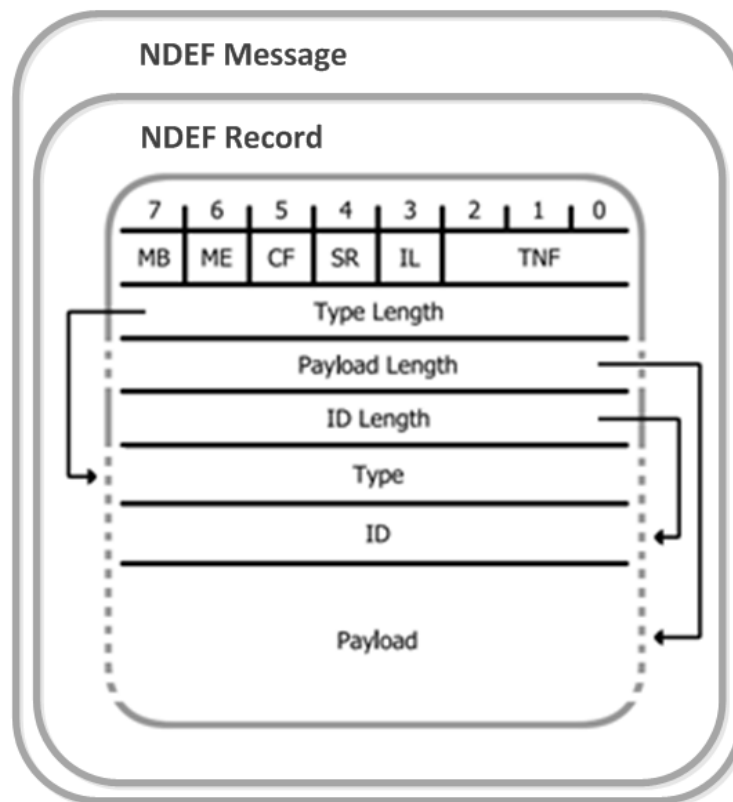 NDEF Message
NDEF Record
7 6 5 4 3 2 1 0
MB ME CF SR IL TNF
Type Length
Payload Length
ID Length
Type
ID
Payload